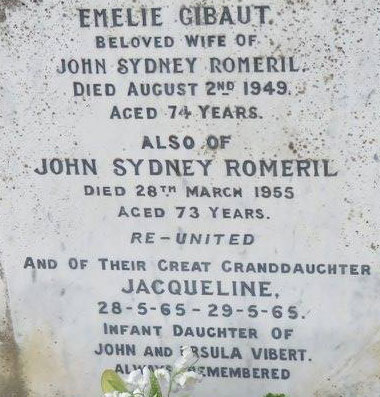 EMELIE GIBAUT.
BELOVED WIFE OF
JOHN SYDNEY ROMERIL.
DIED AUGUST 2ND 1949.
AGED 74 YEARS.
ALSO OF
JOHN SYDNEY ROMERIL
DIED 28TH MARCH 1955
AGED 73 YEARS.
RE-UNITED
AND OF THEIR GREAT GRANDDAUGHTER
JACQUELINE,
28-5-65 - 29-5-65.
INFANT DAUGHTER OF
JOHN AND URSULA VIBERT.
ALWAYS REMEMBERED